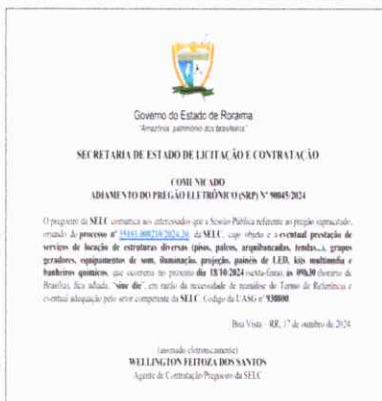 Governo do Estado de Roraima
"Amazônia: patrimônio dos brasileiros"
SECRETARIA DE ESTADO DE LICITAÇÃO E CONTRATAÇÃO
COMUNICADO
ADIAMENTO DO PREGÃO ELETRÔNICO (SRP) Nº 90045/2024
O pregoeiro da SELC comunica aos interessados que a Sessão Pública referente ao pregão supracitado,
oriundo do processo nº da SELC, cujo objeto é a eventual prestação de
serviços de locação de estruturas diversas (pisos, palcos, arquibancadas, tendas...), grupos
geradores, equipamentos de som, iluminação, projeção, painéis de LED, kits multimídia e
banheiros químicos, que ocorreria no próximo dia 18/10/2024 (sexta-feira), às 09h30 (horário de
Brasília), fica adiada, "sine die", em razão da necessidade de reanálise do Termo de Referência e
eventual adequação pelo setor competente da SELC. Código da UASG nº 930800.
Boa Vista - RR, 17 de outubro de 2024.
(assinado eletronicamente)
WELLINGTON FEITOZA DOS SANTOS
Agente de Contratação/Pregoeiro da SELC